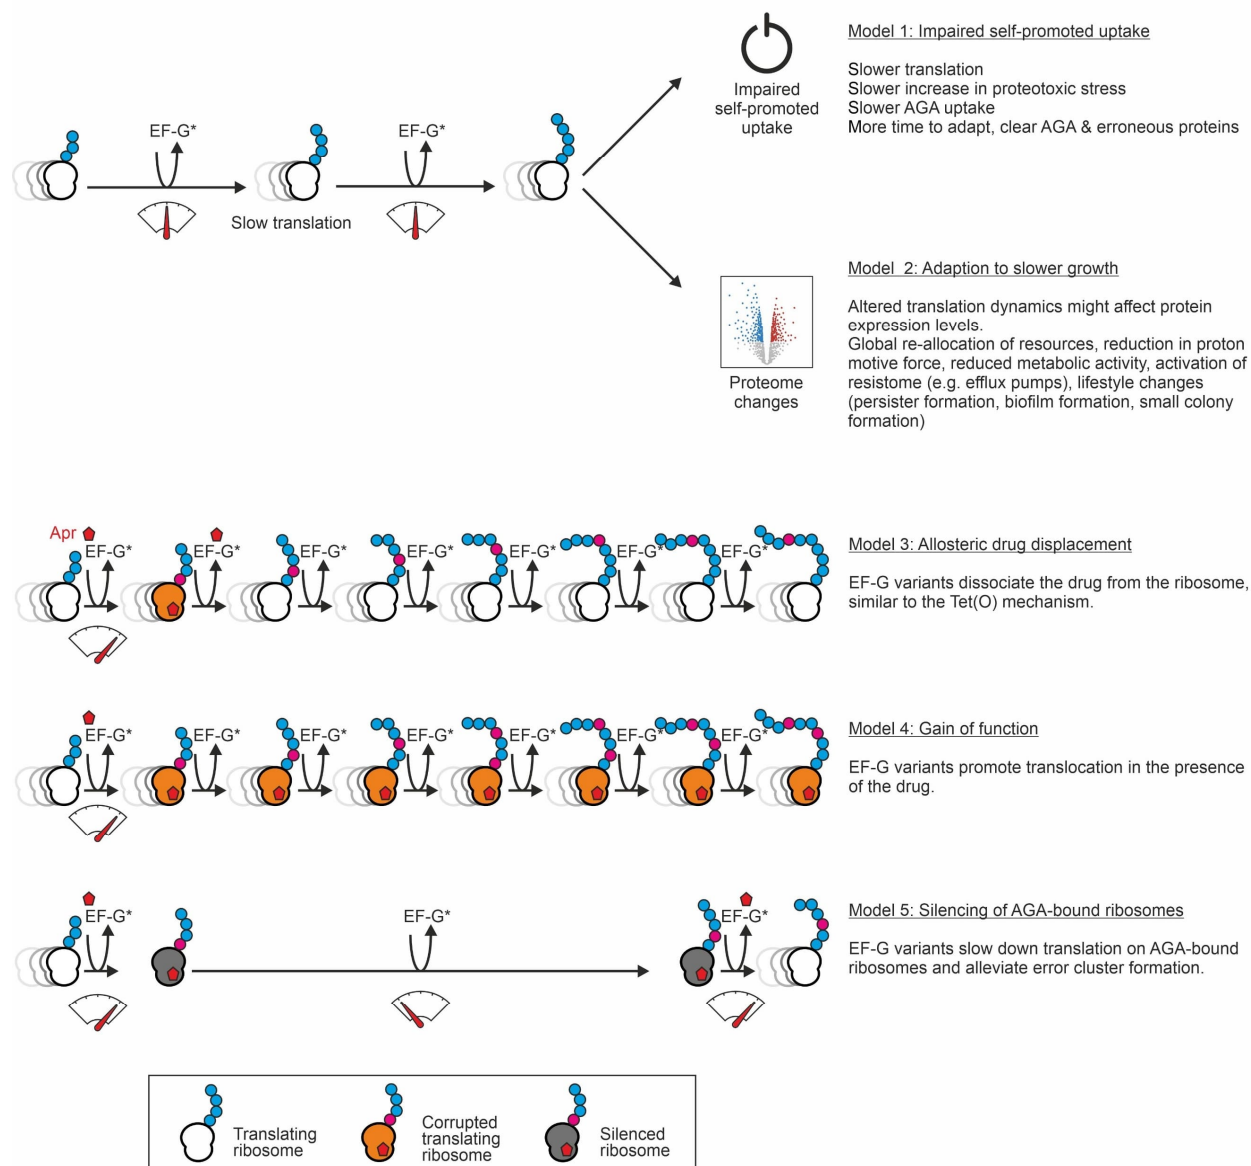 Model 1: Impaired self-promoted uptake
Impaired
self-promoted
uptake
Slower translation
Slower increase in proteotoxic stress
Slower AGA uptake
More time to adapt, clear AGA & erroneous proteins
EF-G*
EF-G*
Slow translation
Model  2: Adaption to slower growth
Proteome
changes
Altered translation dynamics might affect protein
expression levels.
Global re-allocation of resources, reduction in proton
motive force, reduced metabolic activity, activation of
resistome (e.g. efflux pumps), lifestyle changes
(persister formation, biofilm formation, small colony
formation)
Apr
EF-G*
EF-G*
EF-G*
EF-G*
EF-G*
EF-G*
EF-G*
Model 3: Allosteric drug displacement
EF-G variants dissociate the drug from the ribosome,
similar to the Tet(O) mechanism.
EF-G*
EF-G*
EF-G*
EF-G*
EF-G*
EF-G*
EF-G*
Model 4: Gain of function
EF-G variants promote translocation in the presence
of the drug.
EF-G*
EF-G*
EF-G*
Model 5: Silencing of AGA-bound ribosomes
EF-G variants slow down translation on AGA-bound
ribosomes and alleviate error cluster formation.
Translating
ribosome
Corrupted
translating
ribosome
Silenced
ribosome